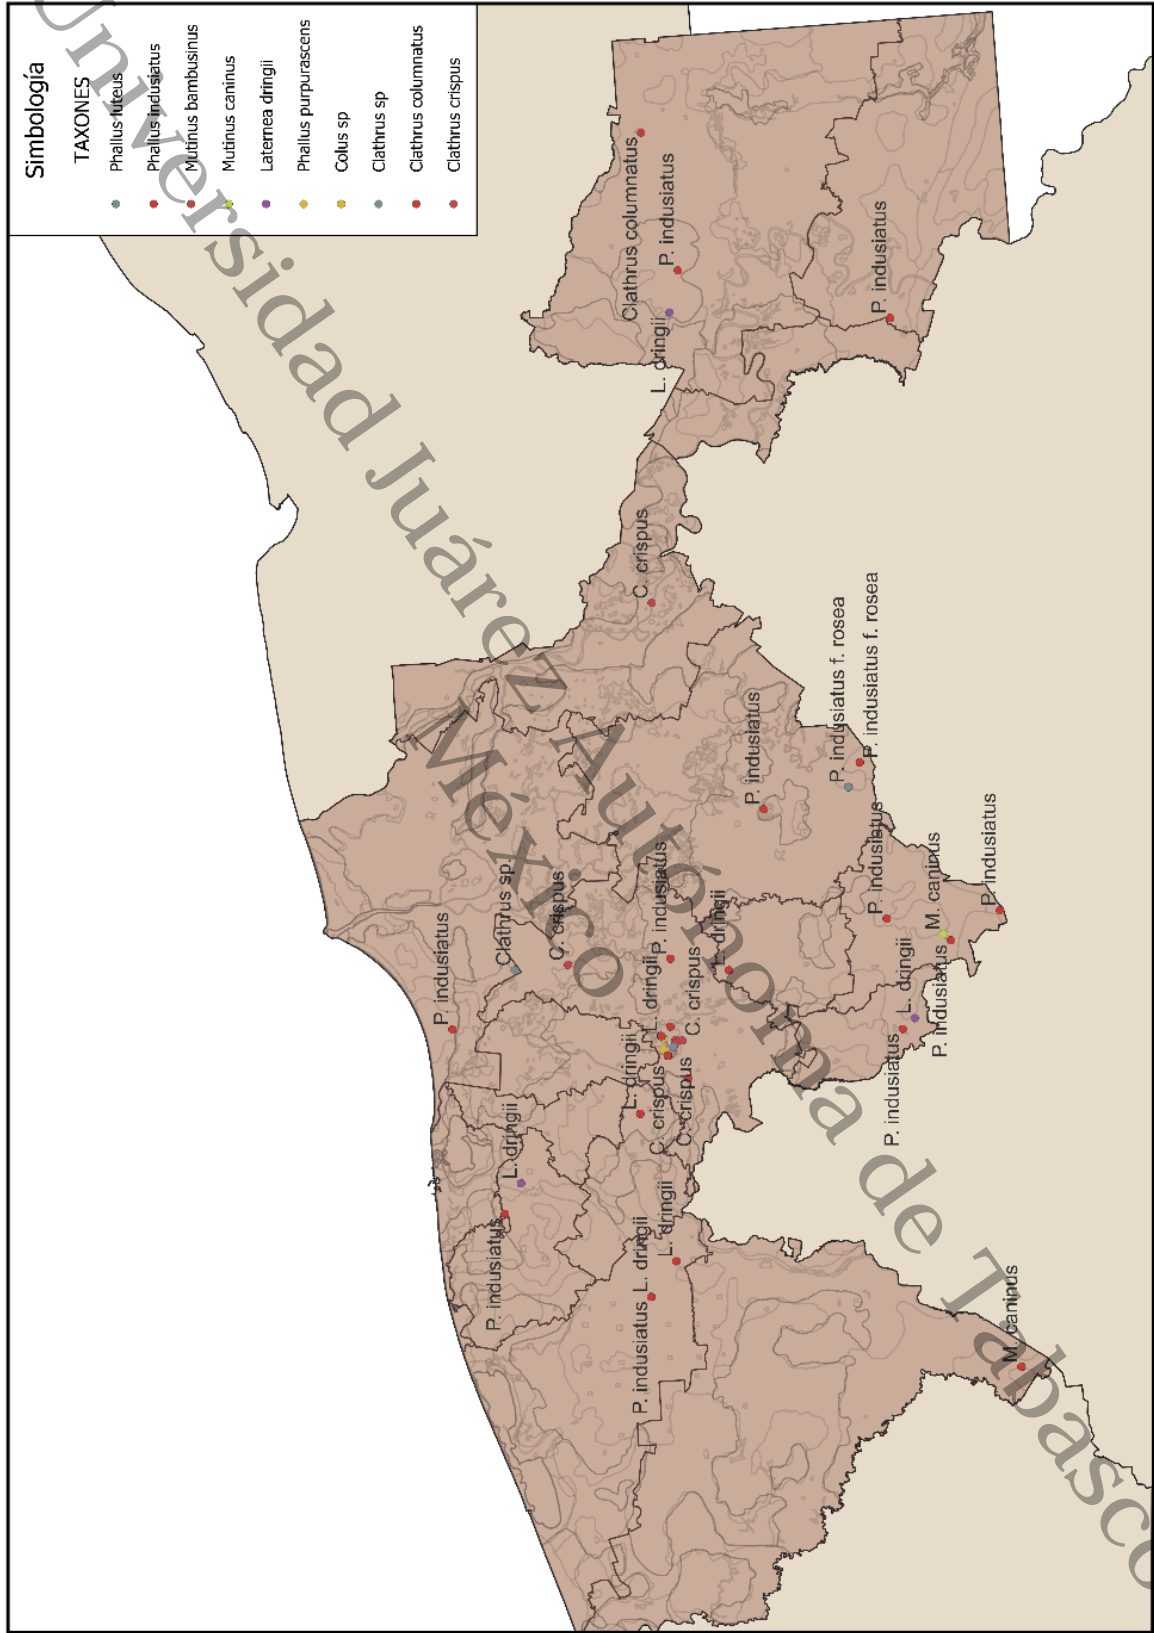 Simbología
TAXONES
Phallus luteus
Phallus indusiatus
Mutinus bambusinus
Mutinus caninus
Laternea dringii
Phallus purpurascens
Colus sp
Clathrus sp
Clathrus columnatus
Clathrus crispus
Universidad Juárez Autónoma de Tabasco
México
Clathrus columnatus
P. indusiatus
L. dringii
P. indusiatus
C. crispus
P. indusiatus f. rosea
P. indusiatus f. rosea
P. indusiatus
P. indusiatus
Clathrus sp.
C. crispus
P. indusiatus
L. dringii
P. indusiatus
M. caninus
P. indusiatus
P. indusiatus
L. dringii
C. crispus
L. dringii
P. indusiatus
P. indusiatus
L. dringii
C. crispus
C. crispus
L. dringii
P. indusiatus
L. dringii
P. indusiatus
L. dringii
M. caninus